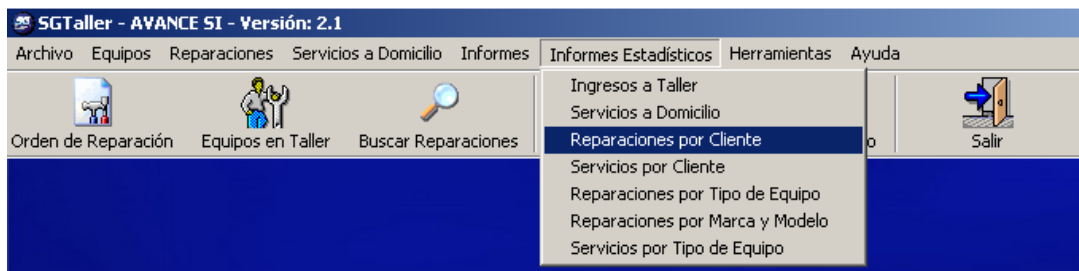 SGTaller - AVANCE SI - Versión: 2.1
Archivo Equipos Reparaciones Servicios a Domicilio Informes Informes Estadísticos Herramientas Ayuda
Orden de Reparación Equipos en Taller Buscar Reparaciones o Salir
Ingresos a Taller
Servicios a Domicilio
Reparaciones por Cliente
Servicios por Cliente
Reparaciones por Tipo de Equipo
Reparaciones por Marca y Modelo
Servicios por Tipo de Equipo